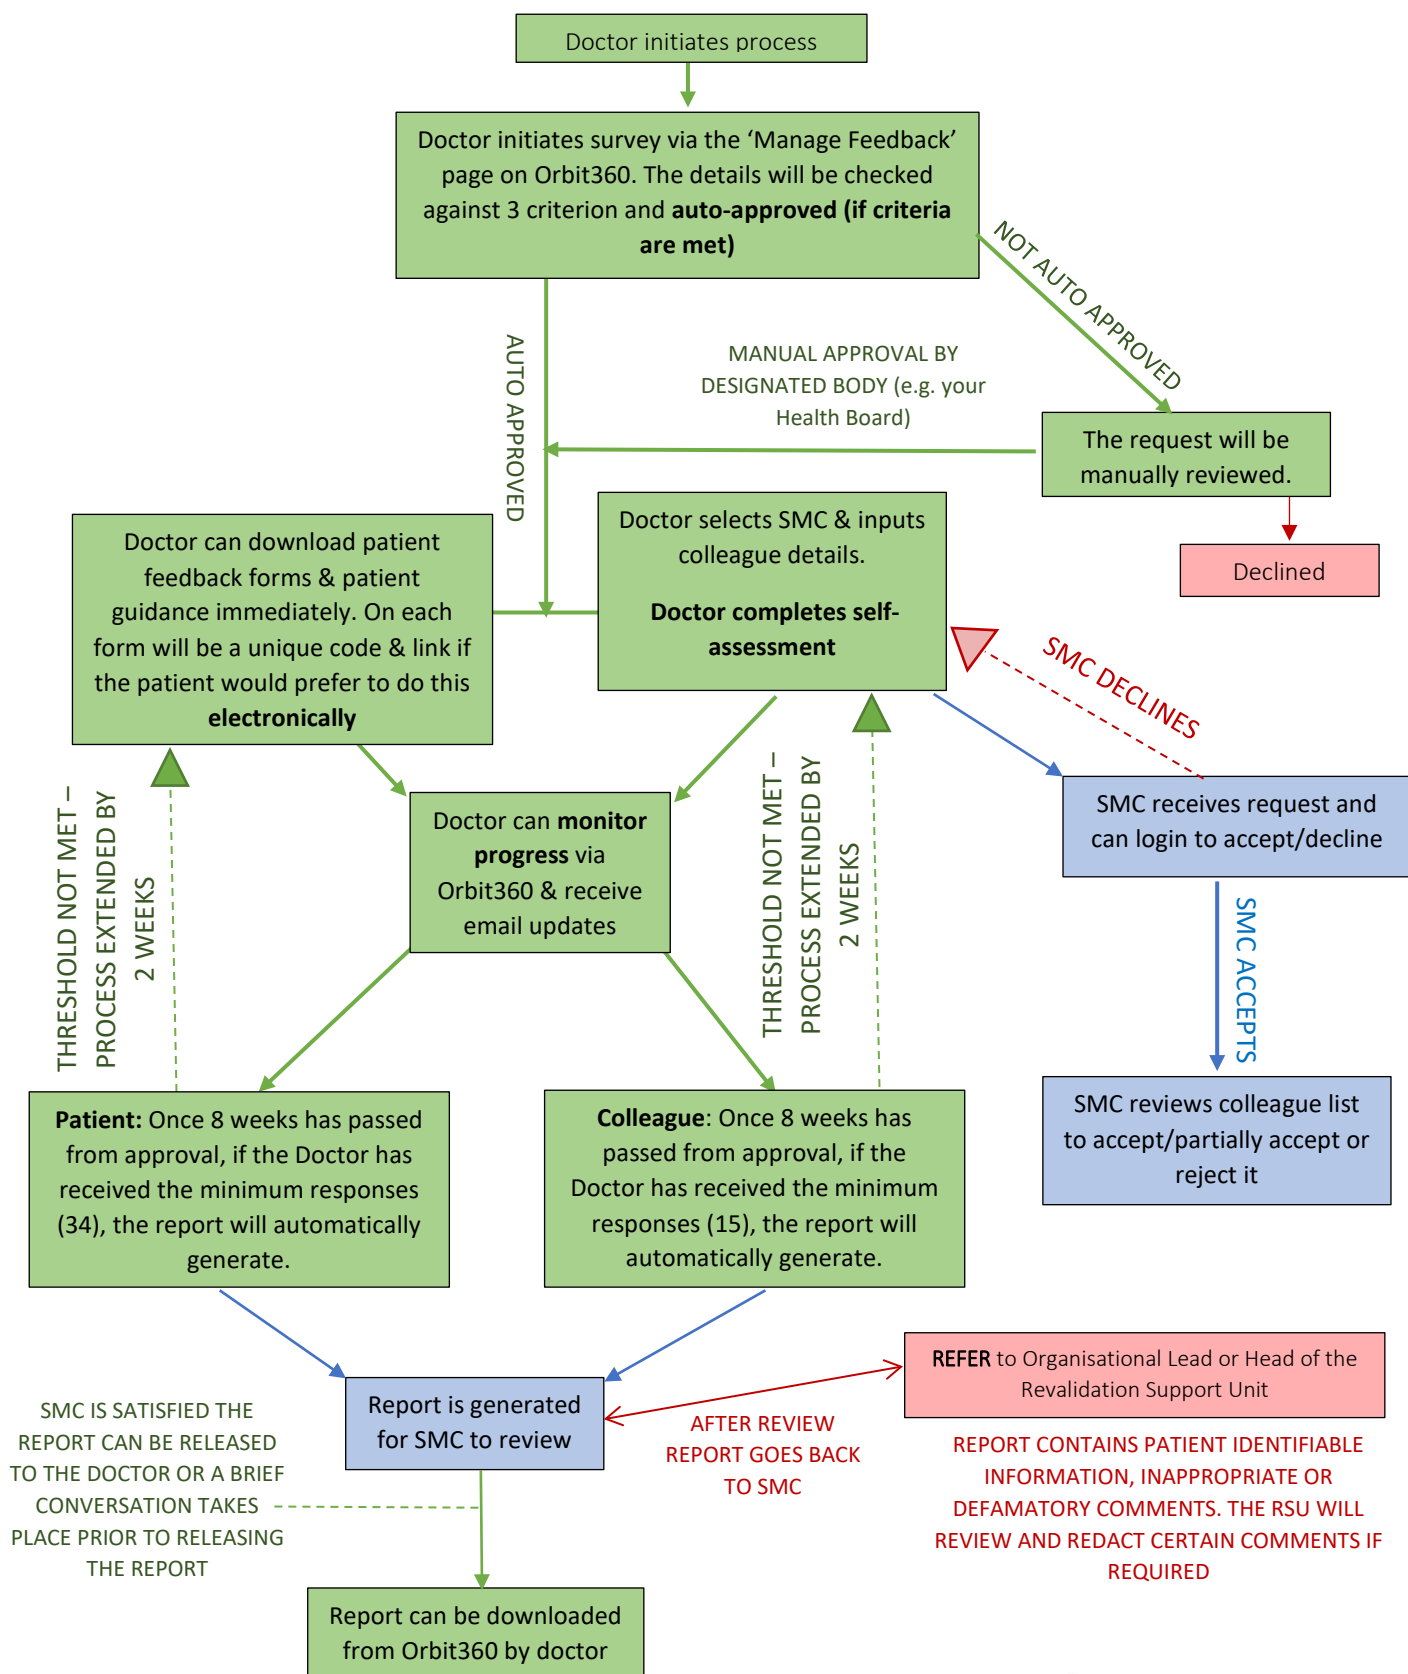 Doctor initiates process
Doctor initiates survey via the ‘Manage Feedback’
page on Orbit360. The details will be checked
against 3 criterion and auto-approved (if criteria
are met)
NOT AUTO APPROVED
AUTO APPROVED
MANUAL APPROVAL BY
DESIGNATED BODY (e.g. your
Health Board)
The request will be
manually reviewed.
Declined
Doctor can download patient
feedback forms & patient
guidance immediately. On each
form will be a unique code & link if
the patient would prefer to do this
electronically
Doctor selects SMC & inputs
colleague details.
Doctor completes self-
assessment
SMC DECLINES
THRESHOLD NOT MET –
PROCESS EXTENDED BY
2 WEEKS
Doctor can monitor
progress via
Orbit360 & receive
email updates
THRESHOLD NOT MET –
PROCESS EXTENDED BY
2 WEEKS
SMC receives request and
can login to accept/decline
SMC ACCEPTS
SMC reviews colleague list
to accept/partially accept or
reject it
Patient: Once 8 weeks has passed
from approval, if the Doctor has
received the minimum responses
(34), the report will automatically
generate.
Colleague: Once 8 weeks has
passed from approval, if the
Doctor has received the minimum
responses (15), the report will
automatically generate.
Report is generated
for SMC to review
AFTER REVIEW
REPORT GOES BACK
TO SMC
REFER to Organisational Lead or Head of the
Revalidation Support Unit
REPORT CONTAINS PATIENT IDENTIFIABLE
INFORMATION, INAPPROPRIATE OR
DEFAMATORY COMMENTS. THE RSU WILL
REVIEW AND REDACT CERTAIN COMMENTS IF
REQUIRED
SMC IS SATISFIED THE
REPORT CAN BE RELEASED
TO THE DOCTOR OR A BRIEF
CONVERSATION TAKES
PLACE PRIOR TO RELEASING
THE REPORT
Report can be downloaded
from Orbit360 by doctor